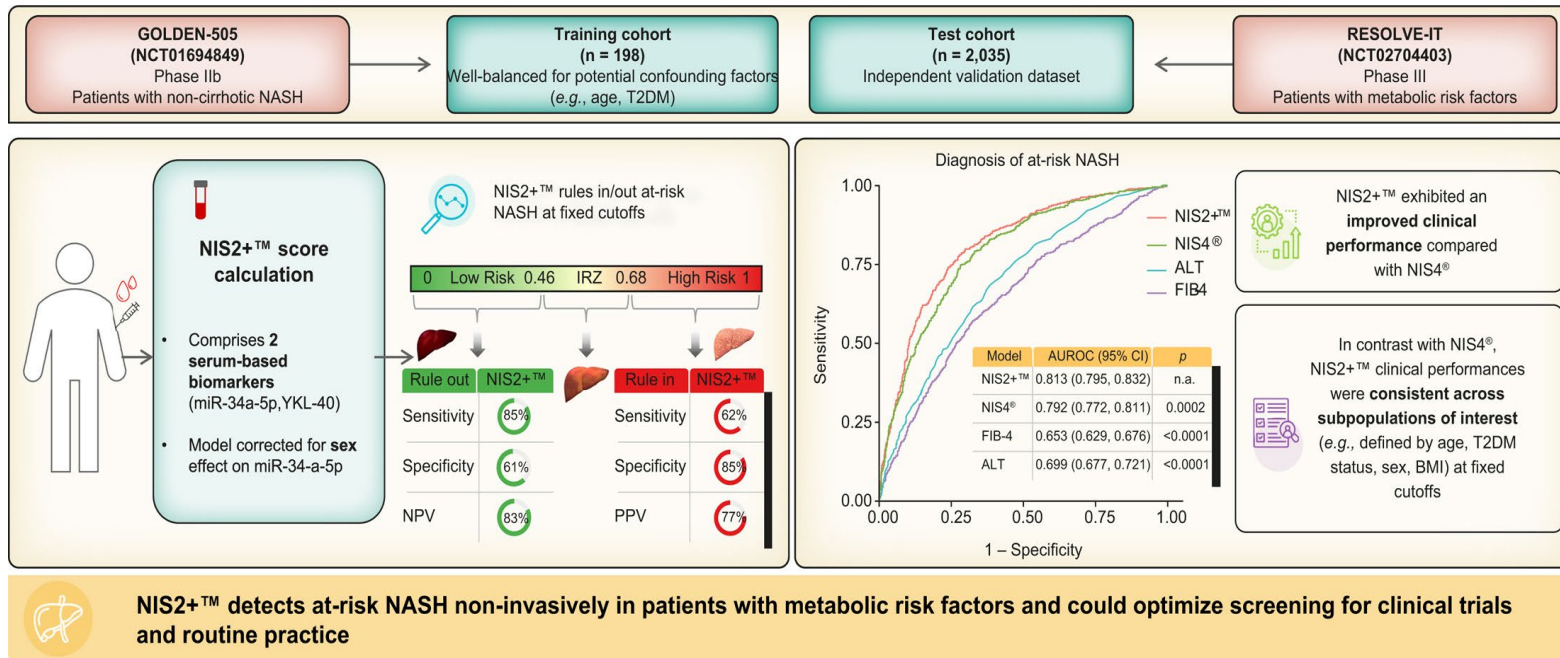 GOLDEN-505
(NCT01694849)
Phase IIb
Patients with non-cirrhotic NASH
Training cohort
(n = 198)
Well-balanced for potential confounding factors
(e.g., age, T2DM)
Test cohort
(n = 2,035)
Independent validation dataset
RESOLVE-IT
(NCT02704403)
Phase III
Patients with metabolic risk factors
NIS2+™ score
calculation
• Comprises 2
serum-based
biomarkers
(miR-34a-5p,YKL-40)
• Model corrected for sex
effect on miR-34-a-5p
NIS2+™ rules in/out at-risk
NASH at fixed cutoffs
0 Low Risk 0.46 IRZ 0.68 High Risk 1
Rule out NIS2+™
Sensitivity 85%
Specificity 61%
NPV 83%
Rule in NIS2+™
Sensitivity 62%
Specificity 85%
PPV 77%
Diagnosis of at-risk NASH
Sensitivity
1.00
0.75
0.50
0.25
0.00
0.00 0.25 0.50 0.75 1.00
1 – Specificity
NIS2+™
NIS4®
ALT
FIB4
Model AUROC (95% CI) p
NIS2+™ 0.813 (0.795, 0.832) n.a.
NIS4® 0.792 (0.772, 0.811) 0.0002
FIB-4 0.653 (0.629, 0.676) <0.0001
ALT 0.699 (0.677, 0.721) <0.0001
NIS2+™ exhibited an
improved clinical
performance compared
with NIS4®
In contrast with NIS4®,
NIS2+™ clinical performances
were consistent across
subpopulations of interest
(e.g., defined by age, T2DM
status, sex, BMI) at fixed
cutoffs
NIS2+™ detects at-risk NASH non-invasively in patients with metabolic risk factors and could optimize screening for clinical trials
and routine practice